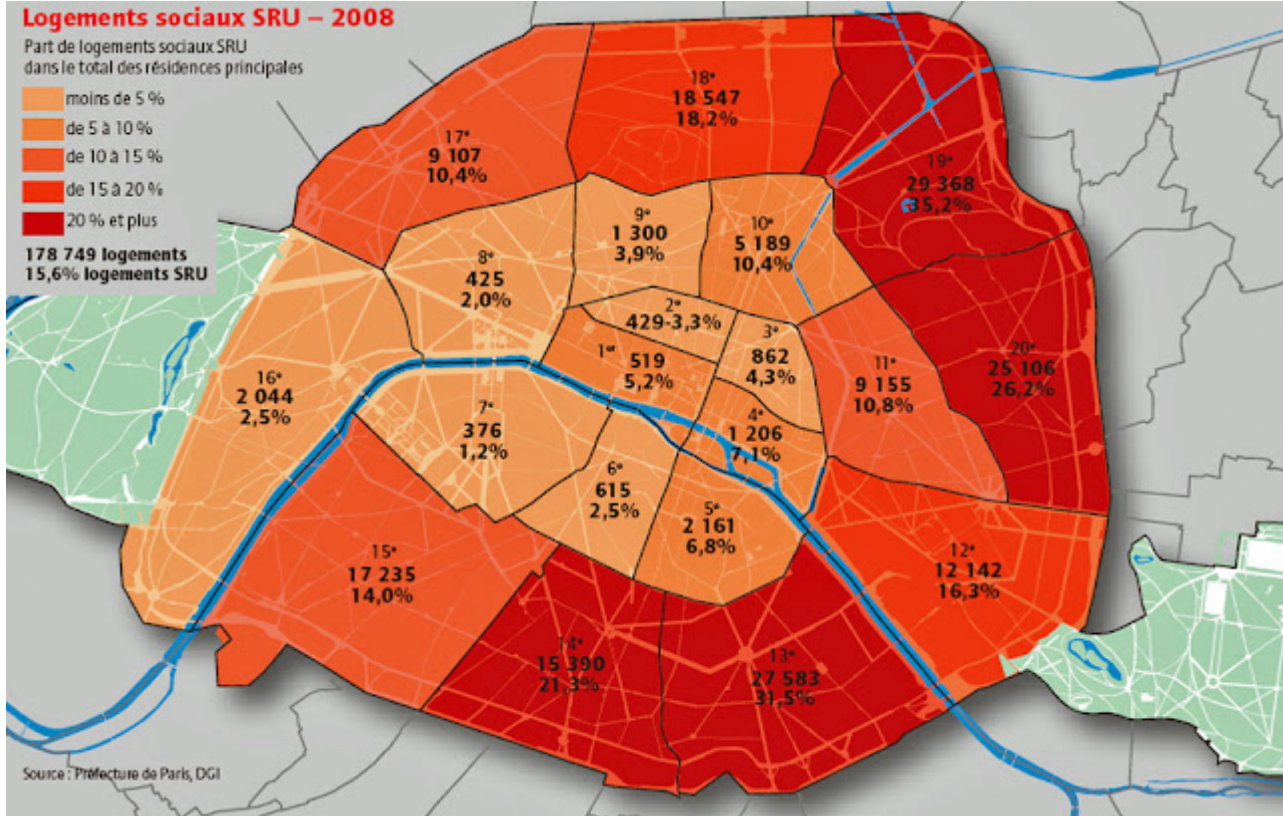 Logements sociaux SRU – 2008
Part de logements sociaux SRU
dans le total des résidences principales
moins de 5 %
de 5 à 10 %
de 10 à 15 %
de 15 à 20 %
20 % et plus
178 749 logements
15,6% logements SRU
18e
18 547
18,2%
17e
9 107
10,4%
19e
29 368
35,2%
9e
1 300
3,9%
10e
5 189
10,4%
8e
425
2,0%
2e
429-3,3%
1er
519
5,2%
3e
862
4,3%
11e
9 155
10,8%
20e
25 106
26,2%
16e
2 044
2,5%
7e
376
1,2%
4e
1 206
7,1%
6e
615
2,5%
5e
2 161
6,8%
15e
17 235
14,0%
12e
12 142
16,3%
14e
15 390
21,3%
13e
27 583
31,5%
Source : Préfecture de Paris, DGI